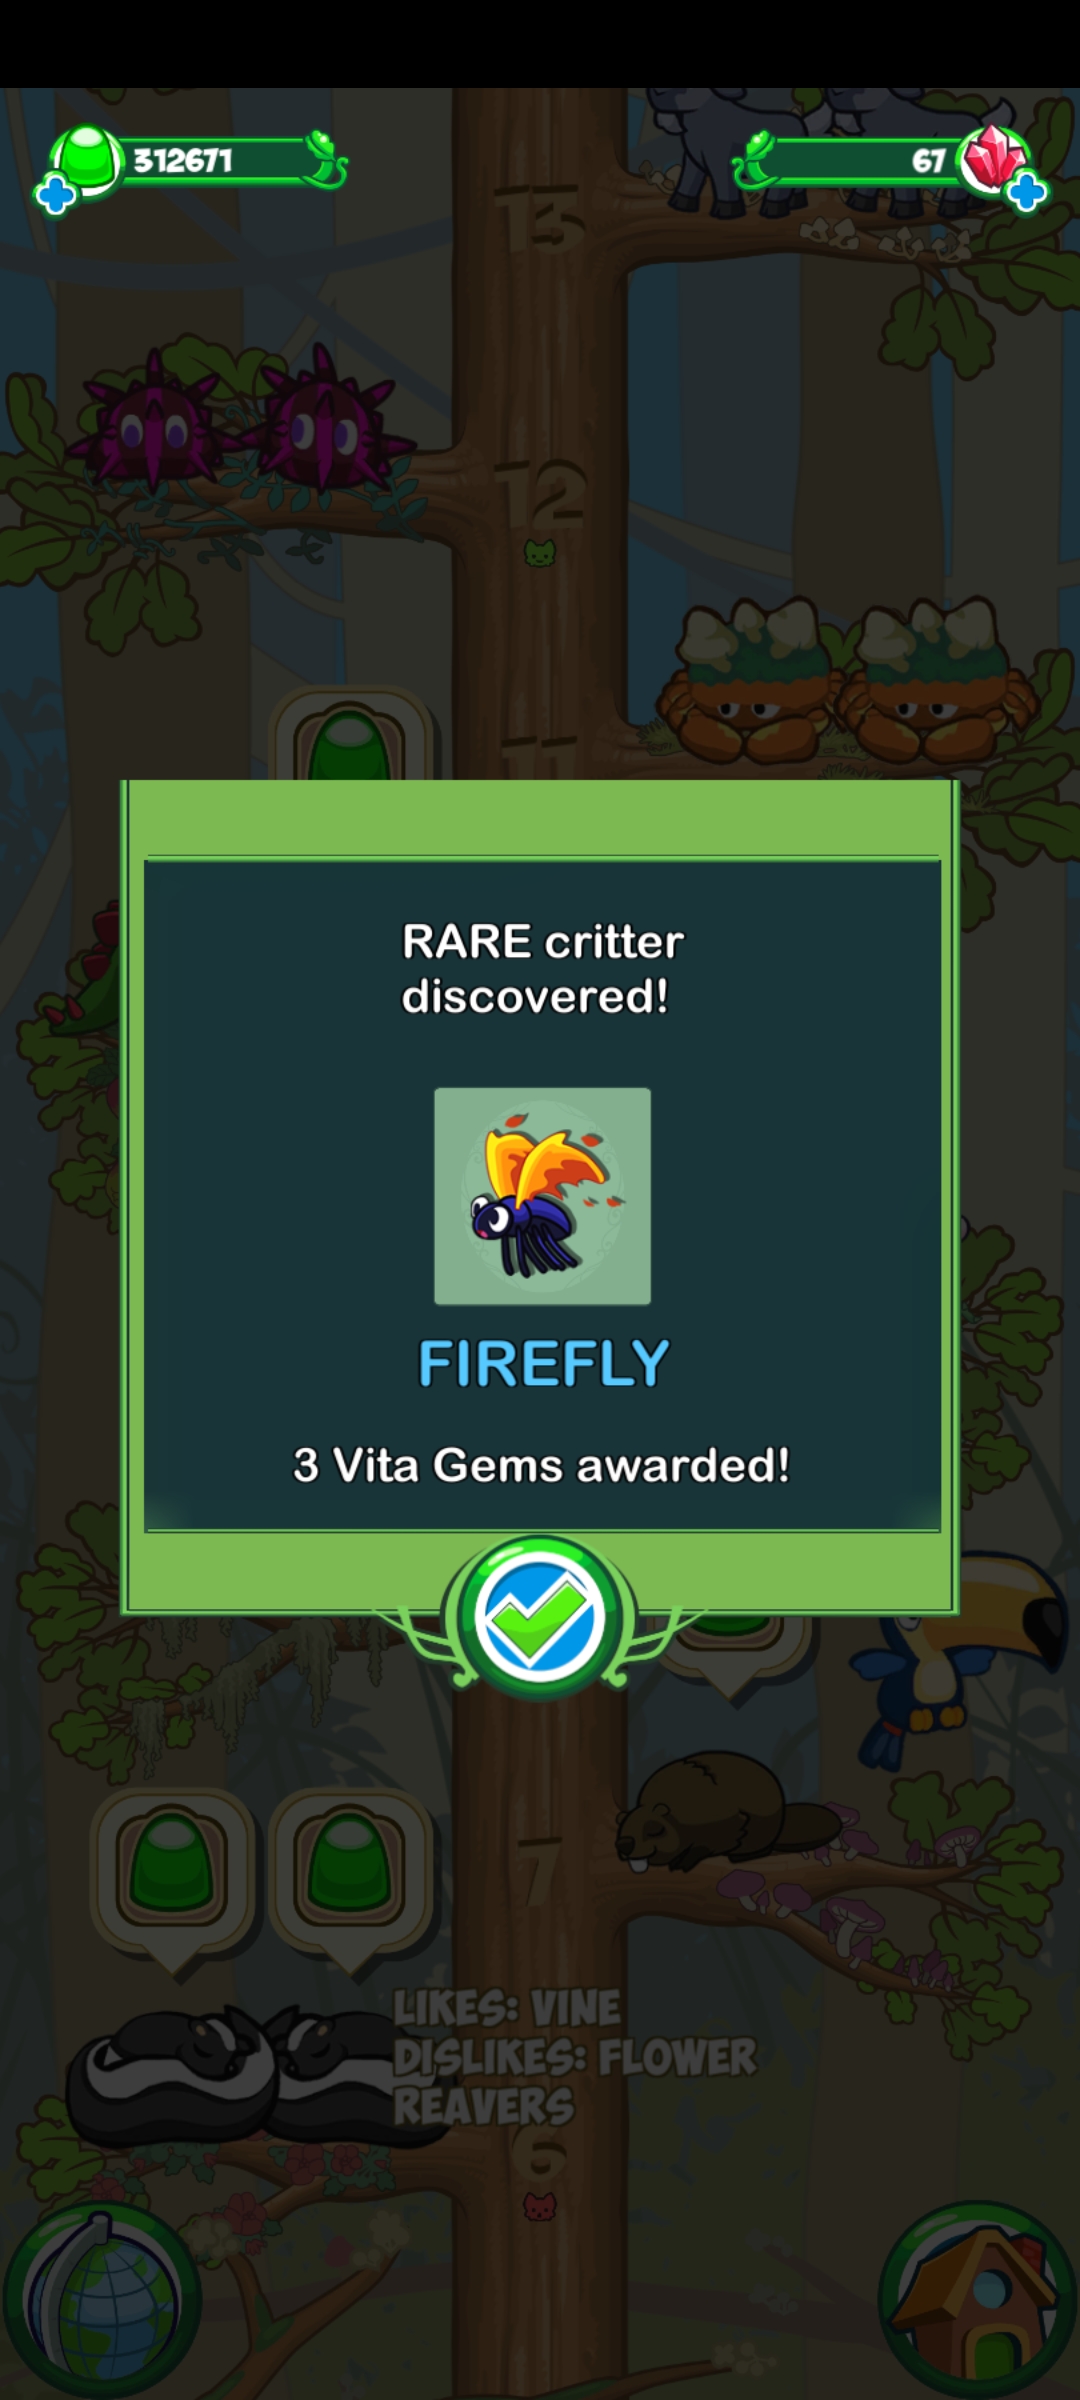 312671
67
13
12
11
RARE critter
discovered!
FIREFLY
3 Vita Gems awarded!
7
LIKES: VINE
DISLIKES: FLOWER
REAVERS
6